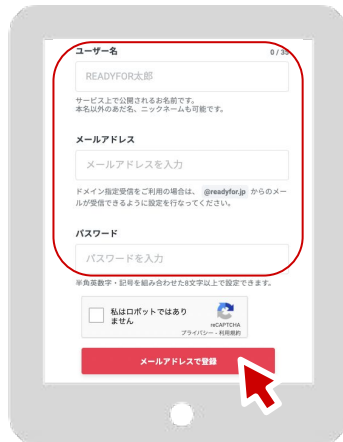 ユーザー名 0 / 35
READYFOR太郎
サービス上で公開されるお名前です。
本名以外のあだ名、ニックネームも可能です。
メールアドレス
メールアドレスを入力
ドメイン指定受信をご利用の場合は、 @readyfor.jp からのメー
ルが受信できるように設定を行なってください。
パスワード
パスワードを入力
半角英数字・記号を組み合わせた8文字以上で設定できます。
私はロボットではあり
ません
reCAPTCHA
プライバシー - 利用規約
メールアドレスで登録